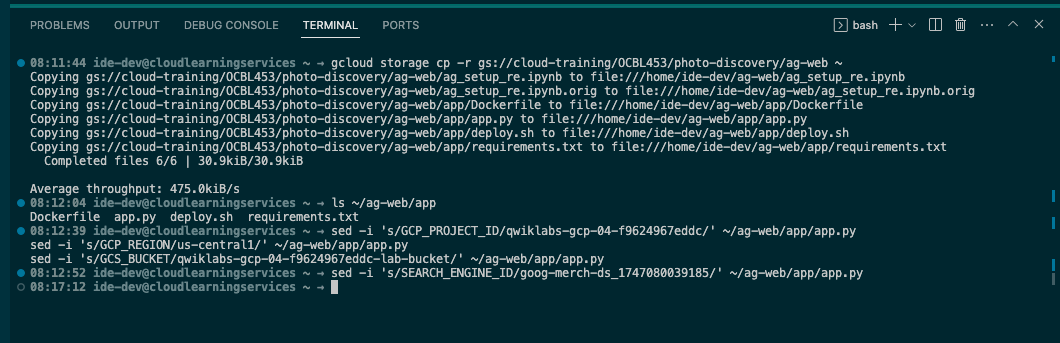 PROBLEMS OUTPUT DEBUG CONSOLE TERMINAL PORTS bash
08:11:44 ide-dev@cloudlearningservices ~ → gcloud storage cp -r gs://cloud-training/OCBL453/photo-discovery/ag-web ~
Copying gs://cloud-training/OCBL453/photo-discovery/ag-web/ag_setup_re.ipynb to file:///home/ide-dev/ag-web/ag_setup_re.ipynb
Copying gs://cloud-training/OCBL453/photo-discovery/ag-web/ag_setup_re.ipynb.orig to file:///home/ide-dev/ag-web/ag_setup_re.ipynb.orig
Copying gs://cloud-training/OCBL453/photo-discovery/ag-web/app/Dockerfile to file:///home/ide-dev/ag-web/app/Dockerfile
Copying gs://cloud-training/OCBL453/photo-discovery/ag-web/app/app.py to file:///home/ide-dev/ag-web/app/app.py
Copying gs://cloud-training/OCBL453/photo-discovery/ag-web/app/deploy.sh to file:///home/ide-dev/ag-web/app/deploy.sh
Copying gs://cloud-training/OCBL453/photo-discovery/ag-web/app/requirements.txt to file:///home/ide-dev/ag-web/app/requirements.txt
Completed files 6/6 | 30.9kiB/30.9kiB
Average throughput: 475.0kiB/s
08:12:04 ide-dev@cloudlearningservices ~ → ls ~/ag-web/app
Dockerfile app.py deploy.sh requirements.txt
08:12:39 ide-dev@cloudlearningservices ~ → sed -i 's/GCP_PROJECT_ID/qwiklabs-gcp-04-f9624967eddc/' ~/ag-web/app/app.py
sed -i 's/GCP_REGION/us-central1/' ~/ag-web/app/app.py
sed -i 's/GCS_BUCKET/qwiklabs-gcp-04-f9624967eddc-lab-bucket/' ~/ag-web/app/app.py
08:12:52 ide-dev@cloudlearningservices ~ → sed -i 's/SEARCH_ENGINE_ID/goog-merch-ds_1747080039185/' ~/ag-web/app/app.py
08:17:12 ide-dev@cloudlearningservices ~ →